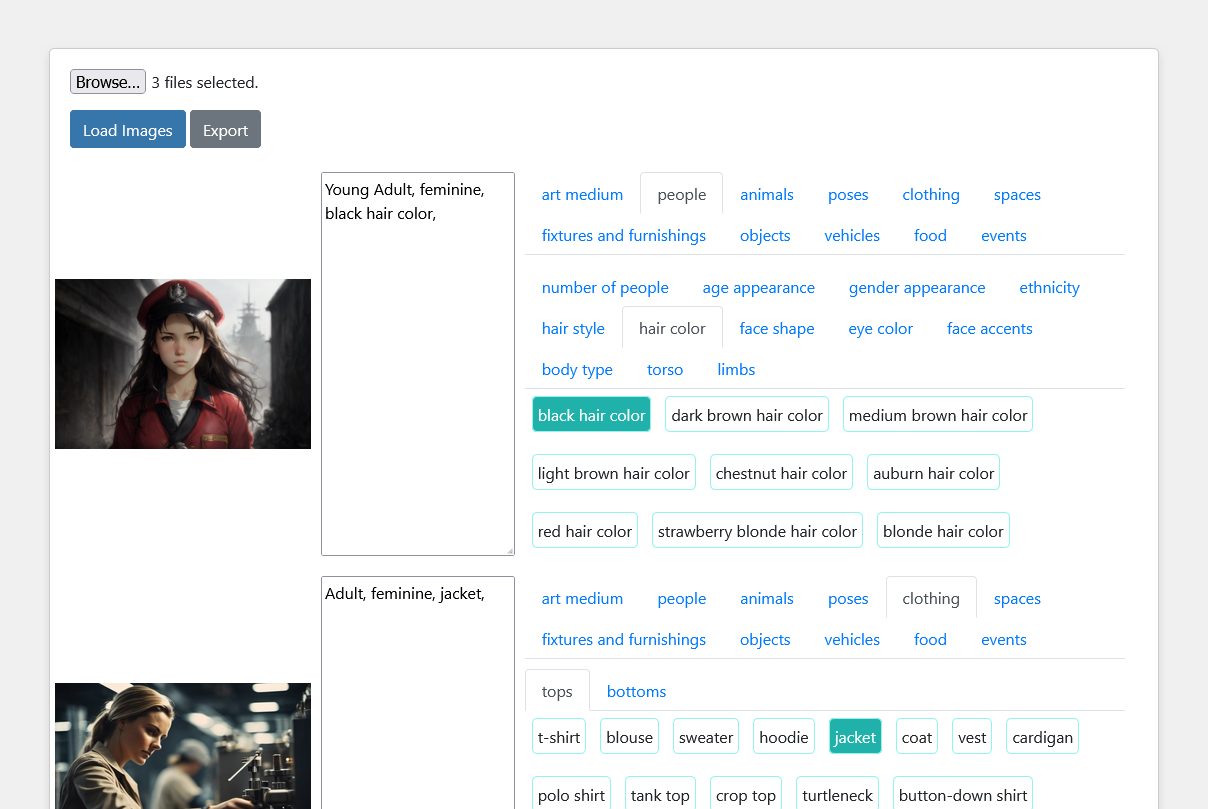 Browse... 3 files selected.
Load Images Export
Young Adult, feminine,
black hair color,
art medium people animals poses clothing spaces
fixtures and furnishings objects vehicles food events
number of people age appearance gender appearance ethnicity
hair style hair color face shape eye color face accents
body type torso limbs
black hair color dark brown hair color medium brown hair color
light brown hair color chestnut hair color auburn hair color
red hair color strawberry blonde hair color blonde hair color
Adult, feminine, jacket,
art medium people animals poses clothing spaces
fixtures and furnishings objects vehicles food events
tops bottoms
t-shirt blouse sweater hoodie jacket coat vest cardigan
polo shirt tank top crop top turtleneck button-down shirt